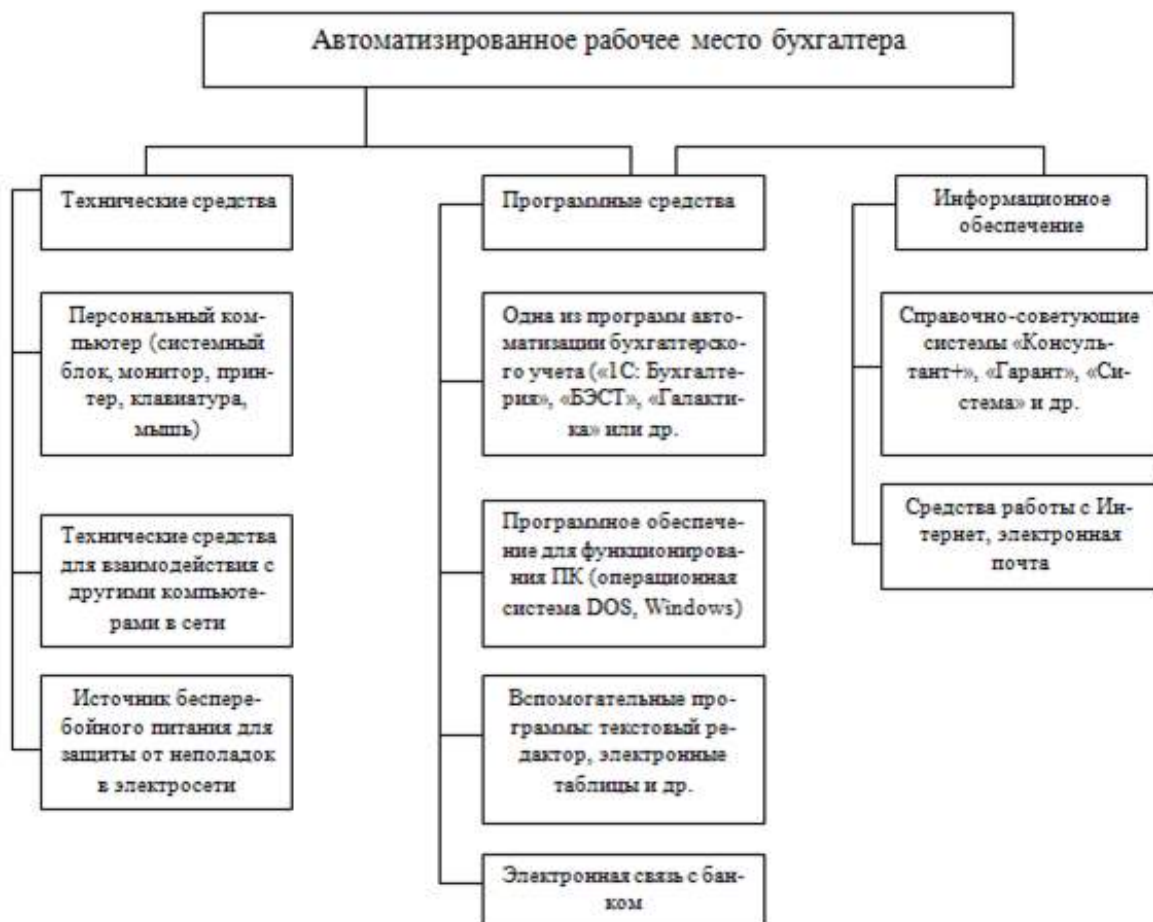 Автоматизированное рабочее место бухгалтера
Технические средства
Персональный ком-
пьютер (системный
блок, монитор, прин-
тер, клавиатура,
мышь)
Технические средства
для взаимодействия с
другими компьюте-
рами в сети
Источник беспере-
бойного питания для
защиты от неполадок
в электросети
Программные средства
Одна из программ авто-
матизации бухгалтерско-
го учета («1С: Бухгалте-
рия», «БЭСТ», «Галакти-
ка» или др.
Программное обеспече-
ние для функционирова-
ния ПК (операционная
система DOS, Windows)
Вспомогательные про-
граммы: текстовый ре-
дактор, электронные
таблицы и др.
Электронная связь с бан-
ком
Информационное
обеспечение
Справочно-советующие
системы «Консуль-
тант+», «Гарант», «Си-
стема» и др.
Средства работы с Ин-
тернет, электронная
почта